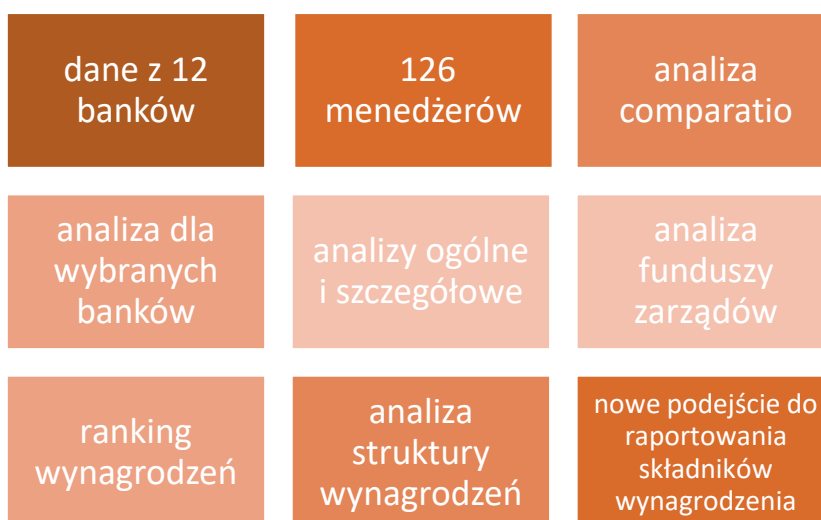 dane z 12
banków
126
menedżerów
analiza
comparatio
analiza dla
wybranych
banków
analizy ogólne
i szczegółowe
analiza
funduszy
zarządów
ranking
wynagrodzeń
analiza
struktury
wynagrodzeń
nowe podejście do
raportowania
składników
wynagrodzenia